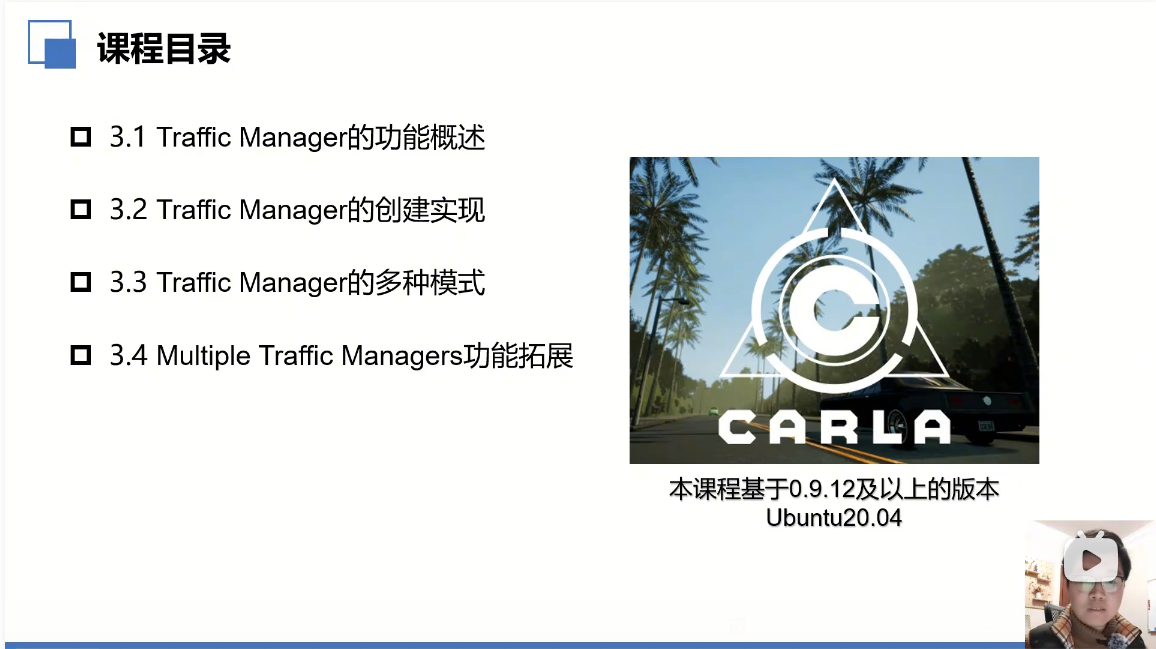 课程目录
3.1 Traffic Manager的功能概述
3.2 Traffic Manager的创建实现
3.3 Traffic Manager的多种模式
3.4 Multiple Traffic Managers功能拓展
CARLA
本课程基于0.9.12及以上的版本
Ubuntu20.04